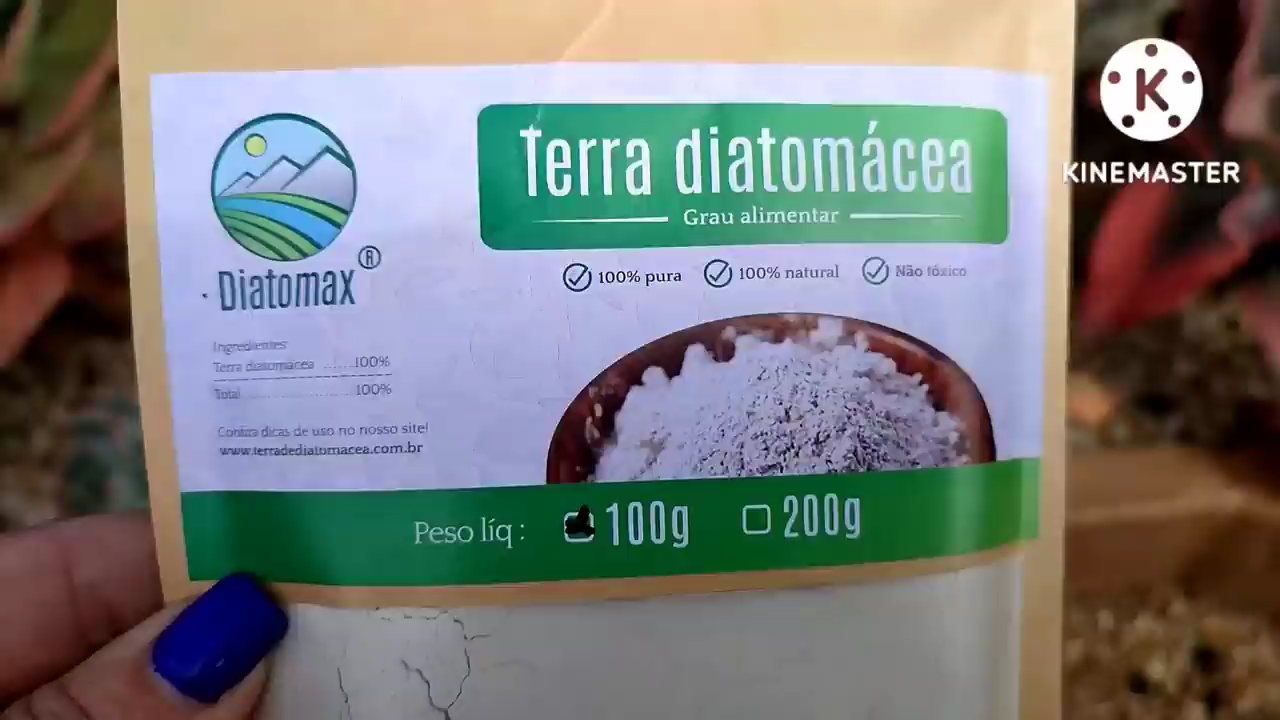 K
KINEMASTER
Terra diatomácea
Grau alimentar
100% pura 100% natural Não tóxico
Diatomax®
Ingredientes:
Terra diatomácea ......100%
Total ...................100%
Confira dicas de uso no nosso site!
www.terradediatomacea.com.br
Peso líq: 100g 200g